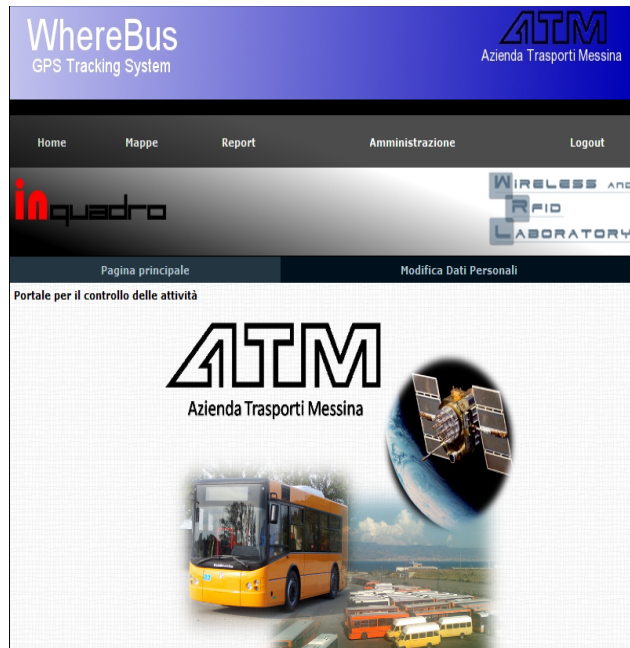 WhereBus
GPS Tracking System
ATM
Azienda Trasporti Messina
Home Mappe Report Amministrazione Logout
inquadro
WIRELESS AND
RFID
LABORATORY
Pagina principale Modifica Dati Personali
Portale per il controllo delle attività
ATM
Azienda Trasporti Messina